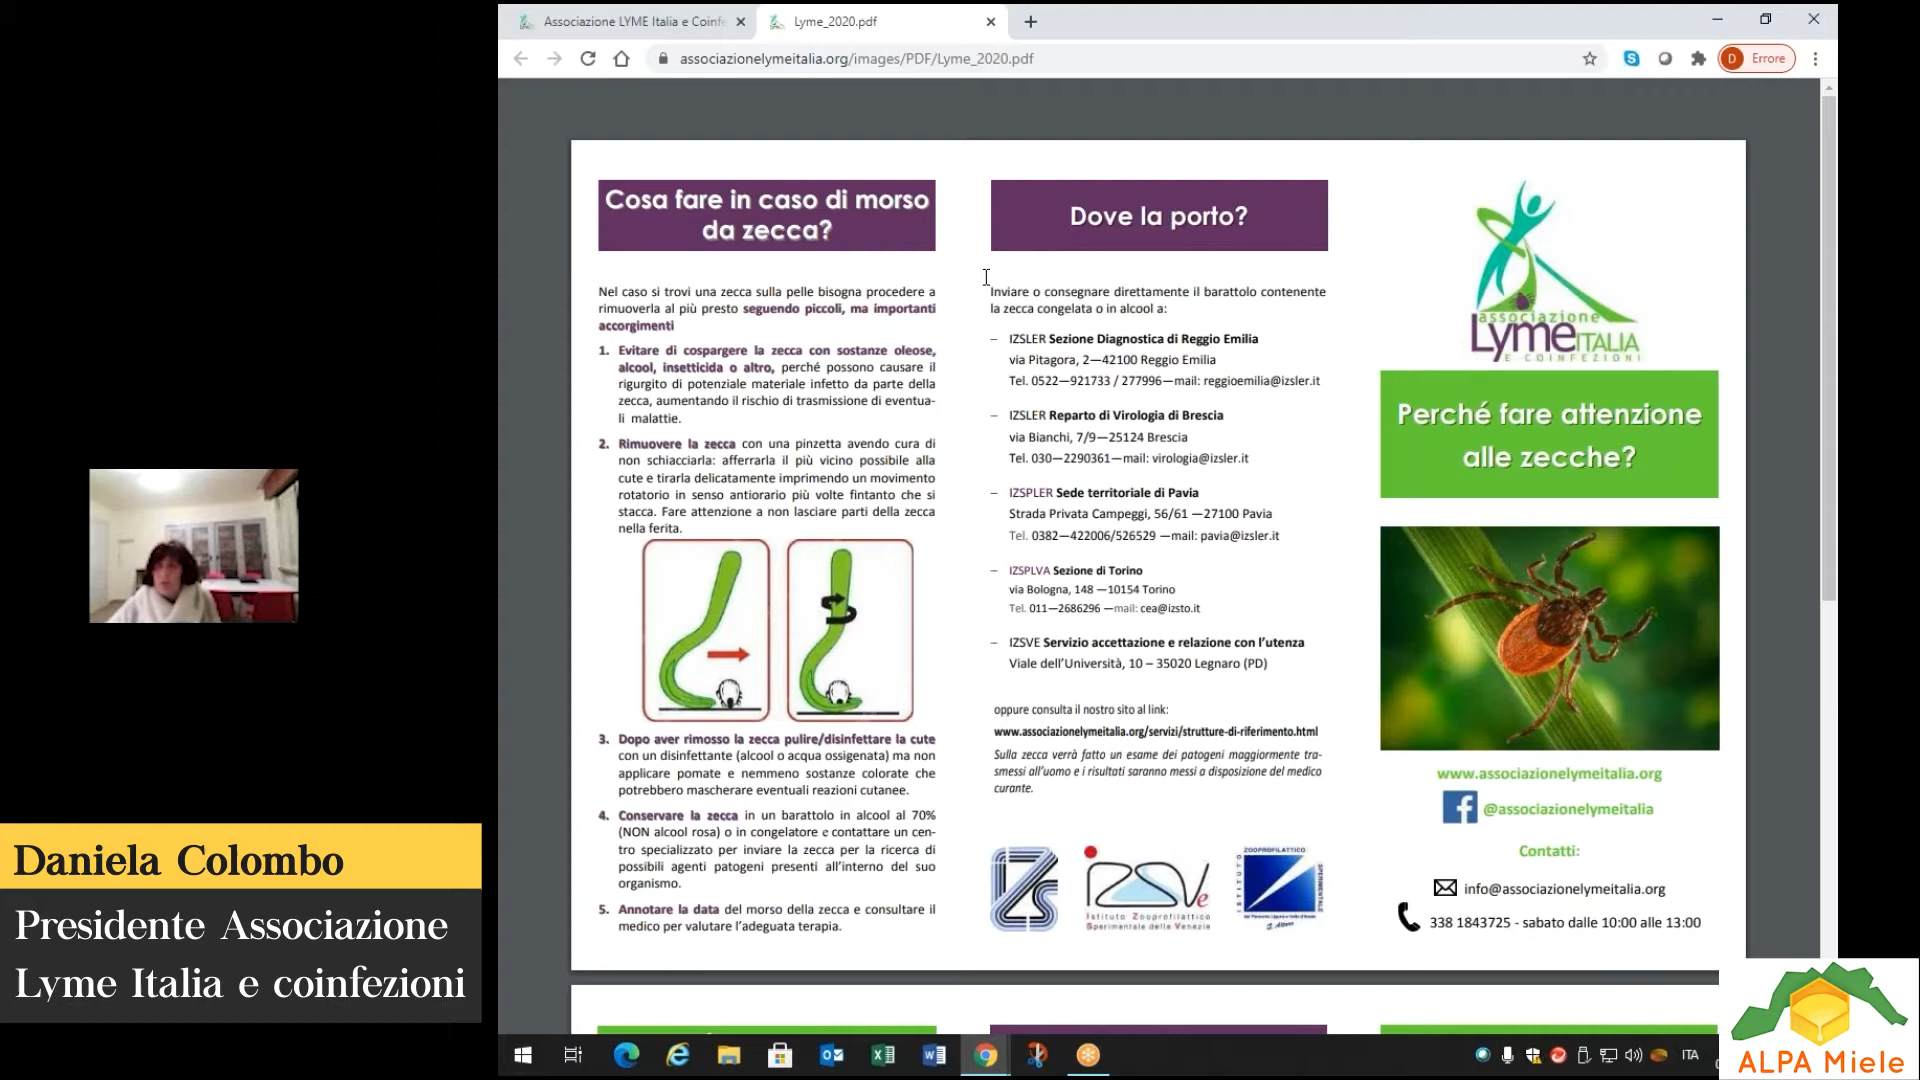 Associazione LYME Italia e Coinfe
Lyme_2020.pdf
associazionelymeitalia.org/images/PDF/Lyme_2020.pdf
D Errore
Cosa fare in caso di morso
da zecca?
Nel caso si trovi una zecca sulla pelle bisogna procedere a
rimuoverla al più presto seguendo piccoli, ma importanti
accorgimenti
1. Evitare di cospargere la zecca con sostanze oleose,
alcool, insetticida o altro, perché possono causare il
rigurgito di potenziale materiale infetto da parte della
zecca, aumentando il rischio di trasmissione di eventua-
li malattie.
2. Rimuovere la zecca con una pinzetta avendo cura di
non schiacciarla: afferrarla il più vicino possibile alla
cute e tirarla delicatamente imprimendo un movimento
rotatorio in senso antiorario più volte fintanto che si
stacca. Fare attenzione a non lasciare parti della zecca
nella ferita.
3. Dopo aver rimosso la zecca pulire/disinfettare la cute
con un disinfettante (alcool o acqua ossigenata) ma non
applicare pomate e nemmeno sostanze colorate che
potrebbero mascherare eventuali reazioni cutanee.
4. Conservare la zecca in un barattolo in alcool al 70%
(NON alcool rosa) o in congelatore e contattare un cen-
tro specializzato per inviare la zecca per la ricerca di
possibili agenti patogeni presenti all'interno del suo
organismo.
5. Annotare la data del morso della zecca e consultare il
medico per valutare l'adeguata terapia.
Dove la porto?
Inviare o consegnare direttamente il barattolo contenente
la zecca congelata o in alcool a:
– IZSLER Sezione Diagnostica di Reggio Emilia
via Pitagora, 2—42100 Reggio Emilia
Tel. 0522—921733 / 277996—mail: reggioemilia@izsler.it
– IZSLER Reparto di Virologia di Brescia
via Bianchi, 7/9—25124 Brescia
Tel. 030—2290361—mail: virologia@izsler.it
– IZSPLER Sede territoriale di Pavia
Strada Privata Campeggi, 56/61 —27100 Pavia
Tel. 0382—422006/526529 —mail: pavia@izsler.it
– IZSPLVA Sezione di Torino
via Bologna, 148 —10154 Torino
Tel. 011—2686296 —mail: cea@izsto.it
– IZSVE Servizio accettazione e relazione con l'utenza
Viale dell'Università, 10 – 35020 Legnaro (PD)
oppure consulta il nostro sito al link:
www.associazionelymeitalia.org/servizi/strutture-di-riferimento.html
Sulla zecca verrà fatto un esame dei patogeni maggiormente tra-
smessi all'uomo e i risultati saranno messi a disposizione del medico
curante.
IZSVe
Istituto Zooprofilattico
Sperimentale delle Venezie
ISTITUTO ZOOPROFILATTICO SPERIMENTALE
associazione
Lyme ITALIA
E COINFEZIONI
Perché fare attenzione
alle zecche?
www.associazionelymeitalia.org
@associazionelymeitalia
Contatti:
info@associazionelymeitalia.org
338 1843725 - sabato dalle 10:00 alle 13:00
ITA
Daniela Colombo
Presidente Associazione
Lyme Italia e coinfezioni
ALPA Miele